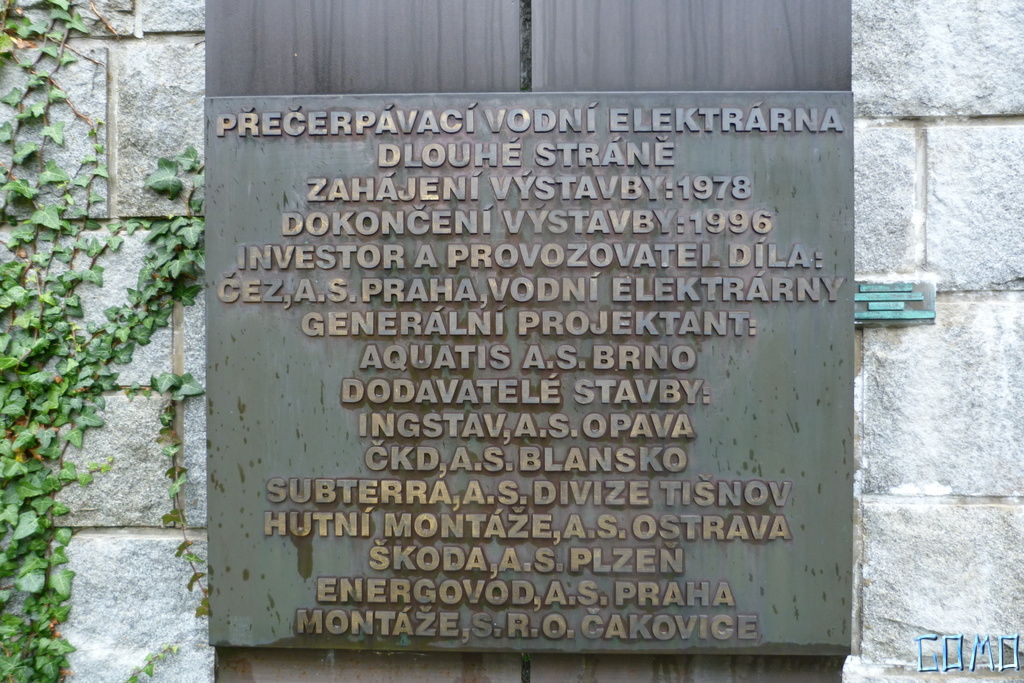 PŘEČERPÁVACÍ VODNÍ ELEKTRÁRNA
DLOUHÉ STRÁNĚ
ZAHÁJENÍ VÝSTAVBY:1978
DOKONČENÍ VÝSTAVBY:1996
INVESTOR A PROVOZOVATEL DÍLA:
ČEZ,A.S.PRAHA,VODNÍ ELEKTRÁRNY
GENERÁLNÍ PROJEKTANT:
AQUATIS A.S.BRNO
DODAVATELÉ STAVBY:
INGSTAV,A.S.OPAVA
ČKD,A.S.BLANSKO
SUBTERRA,A.S.DIVIZE TIŠNOV
HUTNÍ MONTÁŽE,A.S.OSTRAVA
ŠKODA,A.S.PLZEŇ
ENERGOVOD,A.S.PRAHA
MONTÁŽE,S.R.O.ČAKOVICE
GOMO